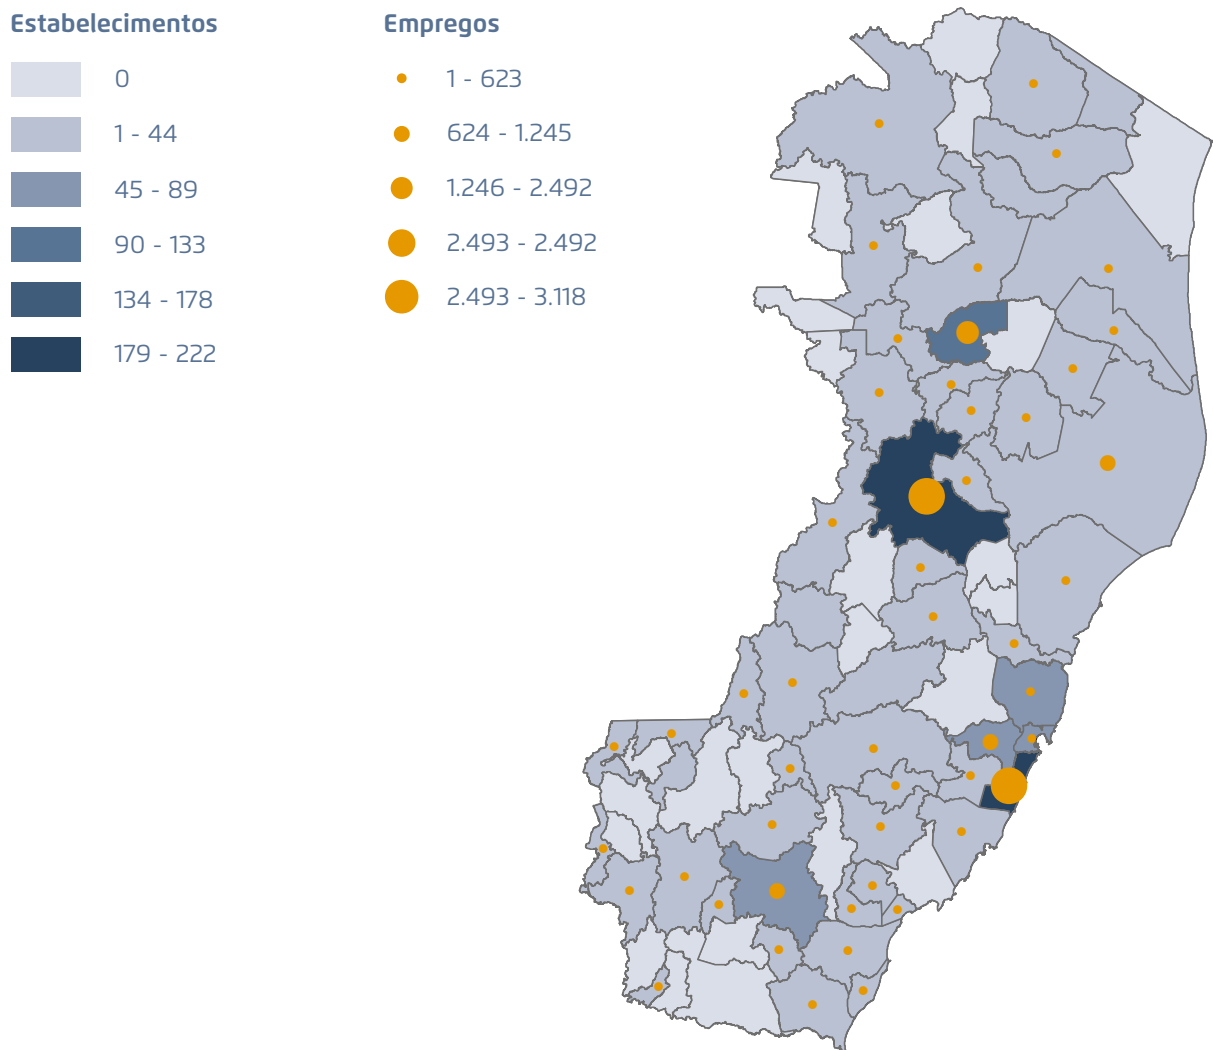 Estabelecimentos
0
1 - 44
45 - 89
90 - 133
134 - 178
179 - 222
Empregos
1 - 623
624 - 1.245
1.246 - 2.492
2.493 - 2.492
2.493 - 3.118